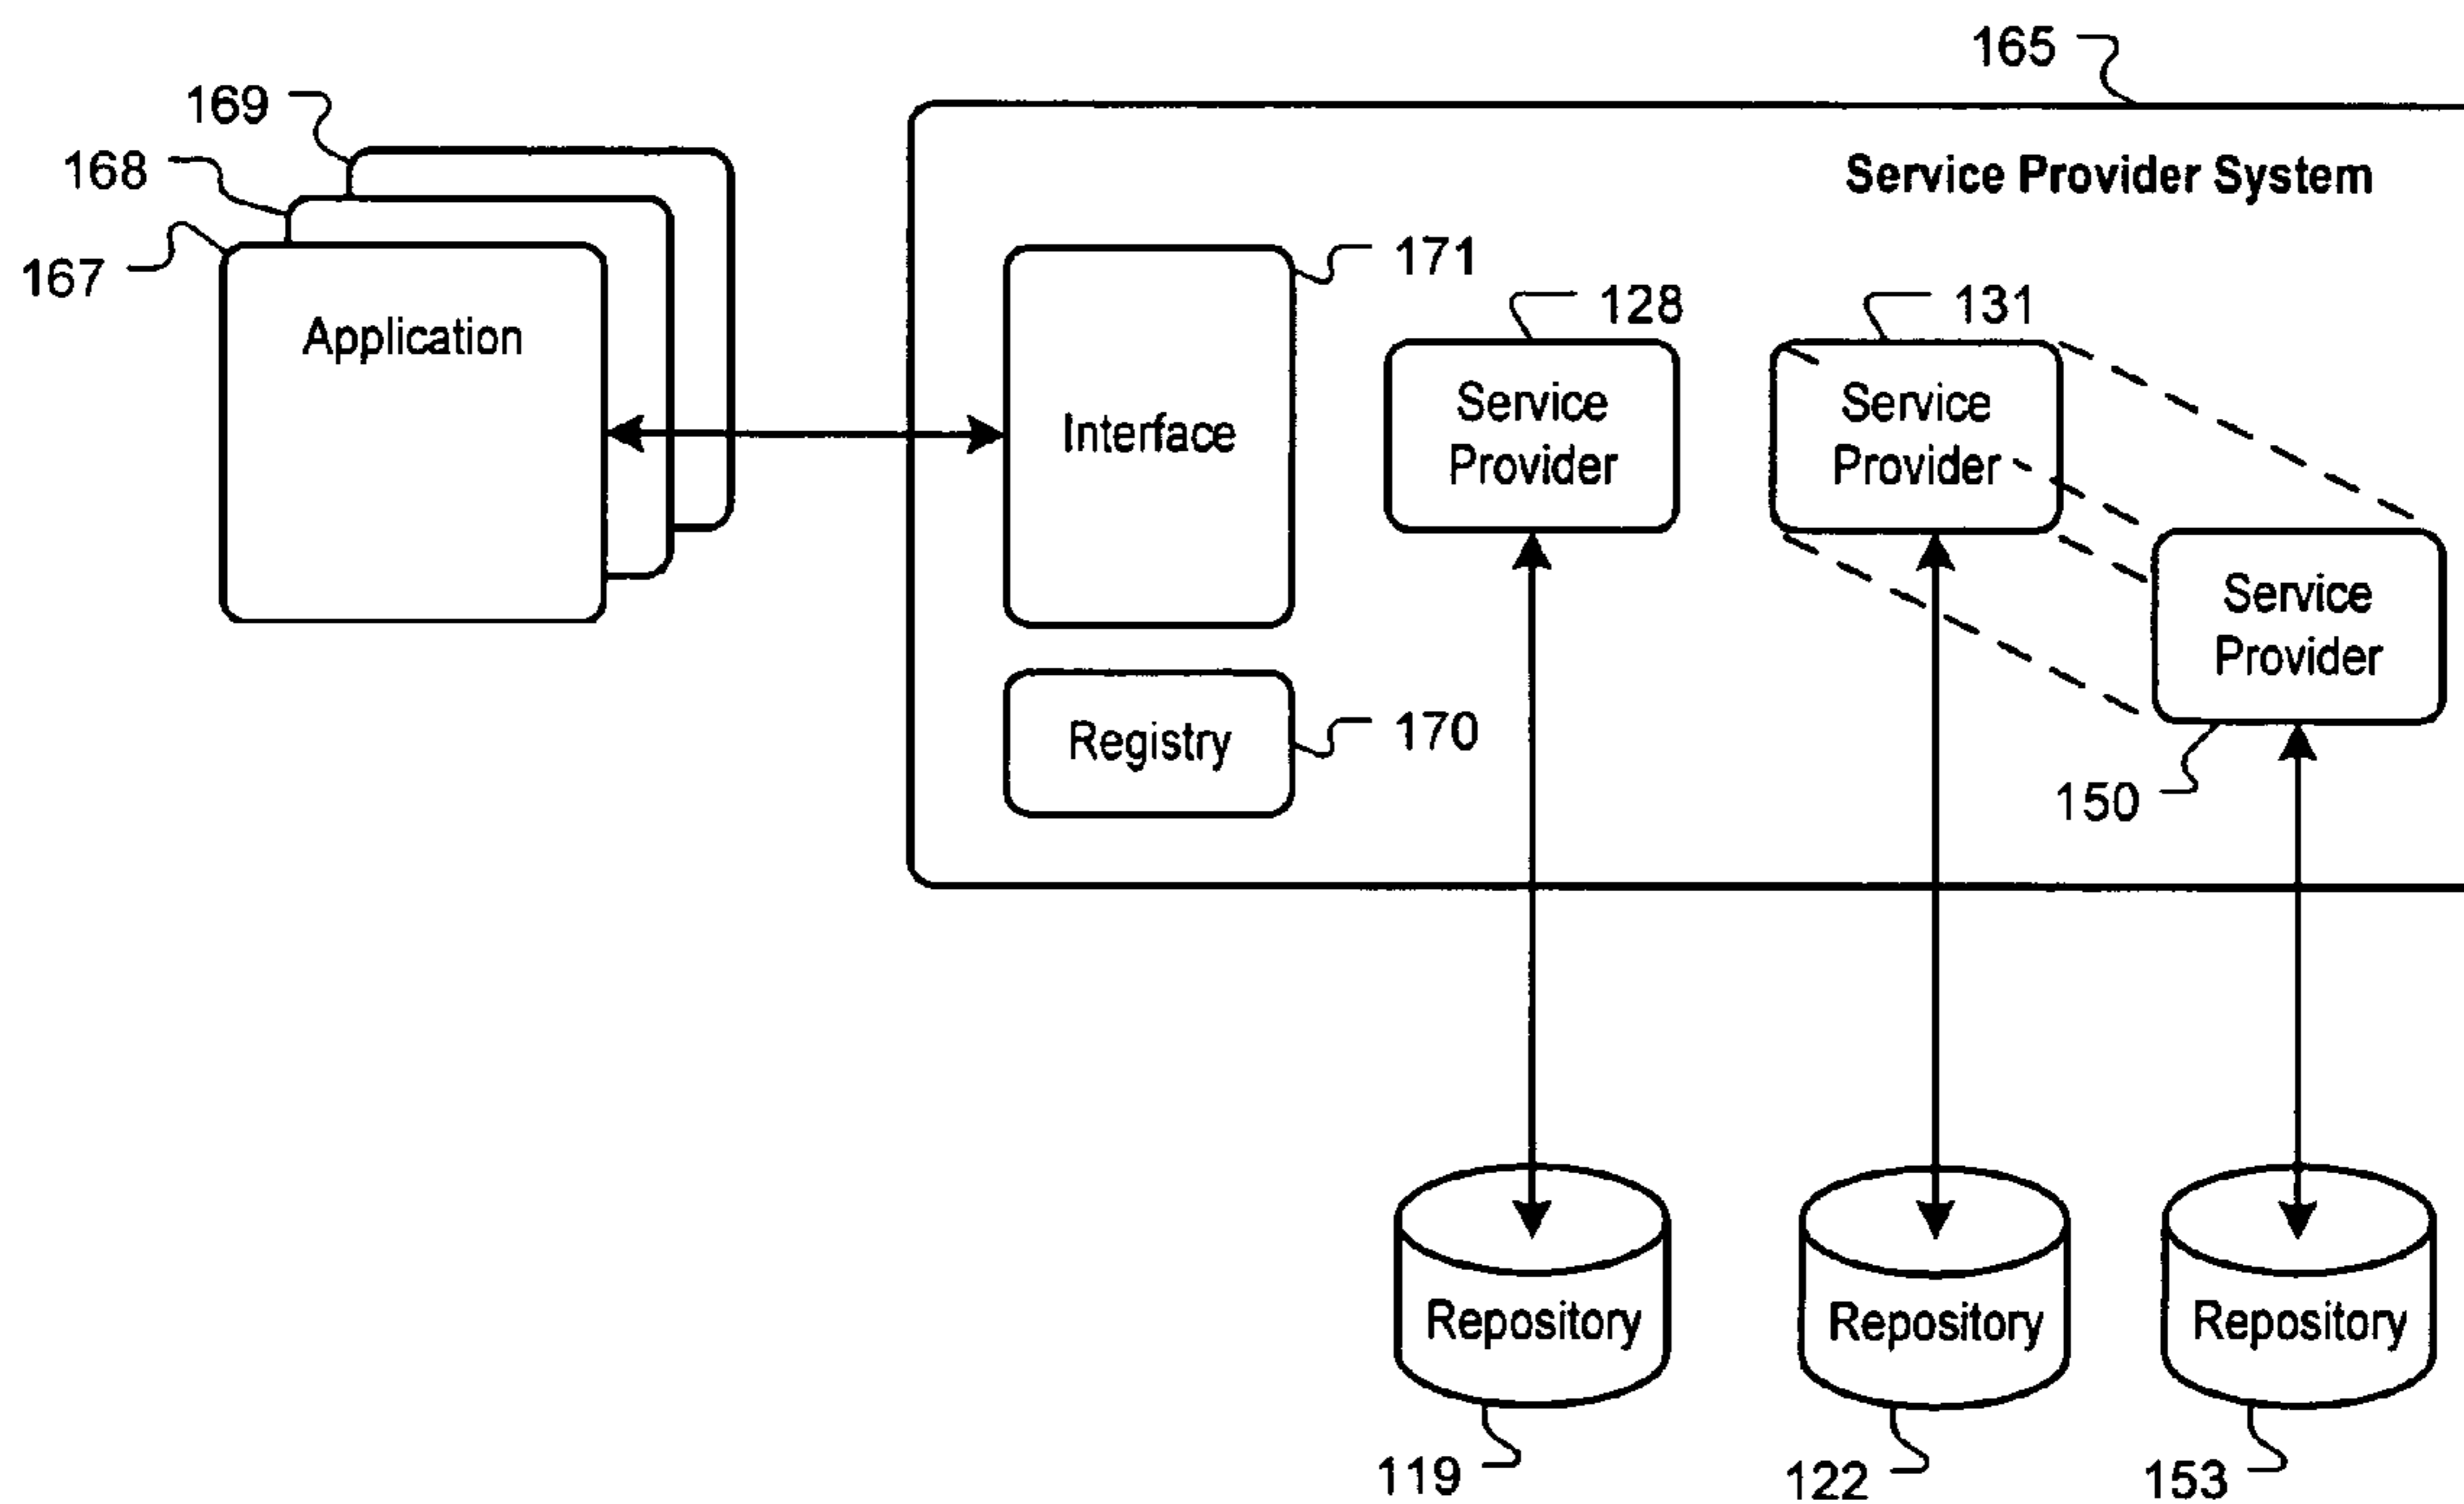 165
169
Service Provider System
168
171
167
128
131
Application
Service
Provider
Service
Provider
Interface
Service
Provider
Registry
170
150
Repository
Repository
Repository
119
122
153